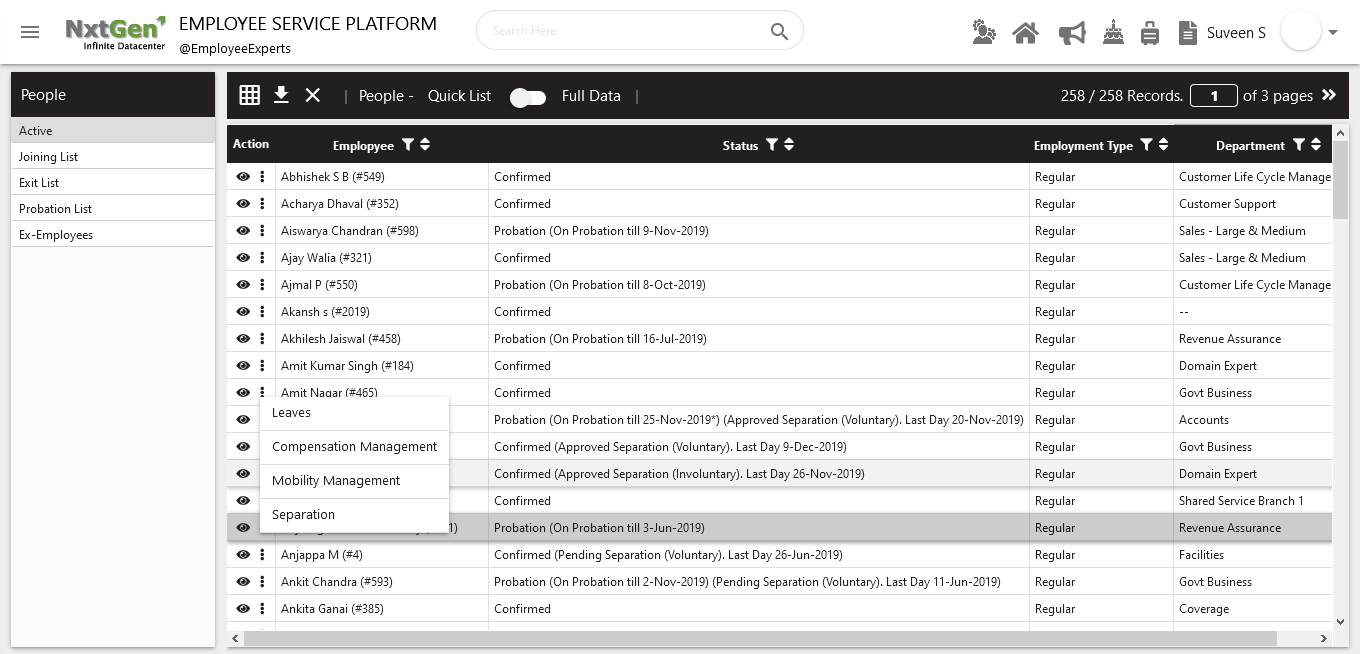 NxtGen
Infinite Datacenter
EMPLOYEE SERVICE PLATFORM
@EmployeeExperts
Search Here
Suveen S
People
Active
Joining List
Exit List
Probation List
Ex-Employees
| People - Quick List Full Data |
258 / 258 Records. 1 of 3 pages
Action Employee Status Employment Type Department
Abhishek S B (#549) Confirmed Regular Customer Life Cycle Manage
Acharya Dhaval (#352) Confirmed Regular Customer Support
Aiswarya Chandran (#598) Probation (On Probation till 9-Nov-2019) Regular Sales - Large & Medium
Ajay Walia (#321) Confirmed Regular Sales - Large & Medium
Ajmal P (#550) Probation (On Probation till 8-Oct-2019) Regular Customer Life Cycle Manage
Akansh s (#2019) Confirmed Regular --
Akhilesh Jaiswal (#458) Probation (On Probation till 16-Jul-2019) Regular Revenue Assurance
Amit Kumar Singh (#184) Confirmed Regular Domain Expert
Amit Nagar (#465) Confirmed Regular Govt Business
Leaves
Probation (On Probation till 25-Nov-2019*) (Approved Separation (Voluntary). Last Day 20-Nov-2019) Regular Accounts
Compensation Management
Confirmed (Approved Separation (Voluntary). Last Day 9-Dec-2019) Regular Govt Business
Mobility Management
Confirmed (Approved Separation (Involuntary). Last Day 26-Nov-2019) Regular Domain Expert
Confirmed Regular Shared Service Branch 1
Separation
1) Probation (On Probation till 3-Jun-2019) Regular Revenue Assurance
Anjappa M (#4) Confirmed (Pending Separation (Voluntary). Last Day 26-Jun-2019) Regular Facilities
Ankit Chandra (#593) Probation (On Probation till 2-Nov-2019) (Pending Separation (Voluntary). Last Day 11-Jun-2019) Regular Govt Business
Ankita Ganai (#385) Confirmed Regular Coverage